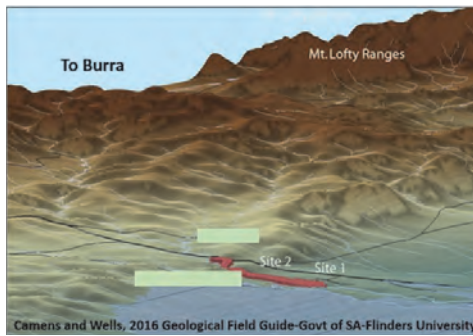 Mt. Lofty Ranges
To Burra
Site 2
Site 1
Camens and Wells, 2016 Geological Field Guide-Govt of SA-Flinders University